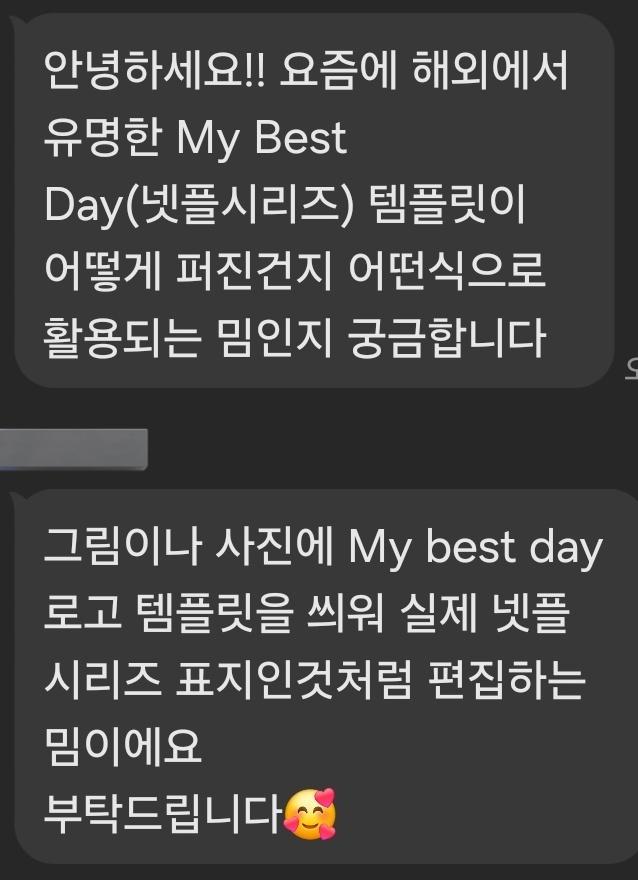 안녕하세요!! 요즘에 해외에서
유명한 My Best
Day(넷플시리즈) 템플릿이
어떻게 퍼진건지 어떤식으로
활용되는 밈인지 궁금합니다
그림이나 사진에 My best day
로고 템플릿을 씌워 실제 넷플
시리즈 표지인것처럼 편집하는
밈이에요
부탁드립니다🥰